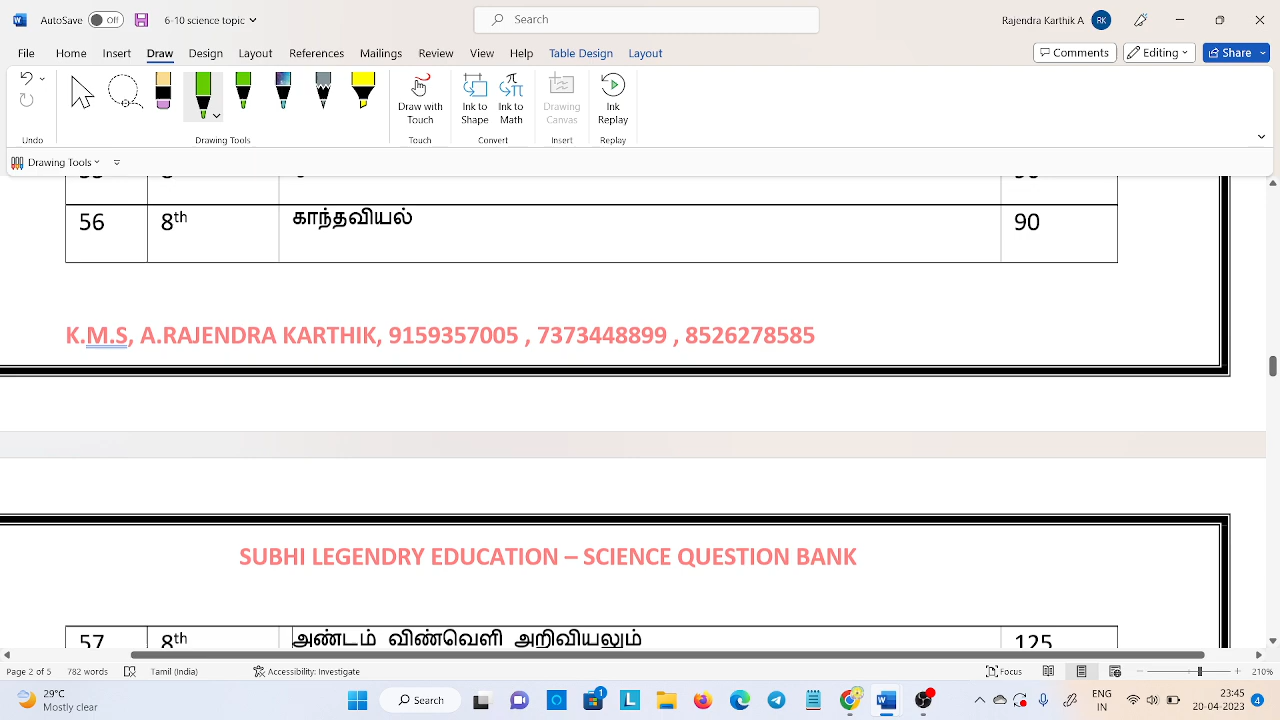 AutoSave Off 6-10 science topic Search Rajendra Karthik A RK
File Home Insert Draw Design Layout References Mailings Review View Education Help Table Design Layout Comments Editing Share
Draw with Touch Ink to Shape Ink to Math Drawing Canvas Ink Replay
Undo Drawing Tools Touch Convert Insert Replay
Drawing Tools
56 8th காந்தவியல் 90
K.M.S, A.RAJENDRA KARTHIK, 9159357005 , 7373448899 , 8526278585
SUBHI LEGENDRY EDUCATION – SCIENCE QUESTION BANK
57 8th அண்டம் விண்வெளி அறிவியலும் 125
Page 2 of 5 782 words Tamil (India) Accessibility: Investigate Focus 210%
29°C Mostly clear Search ENG IN 23:45 20-04-2023 4